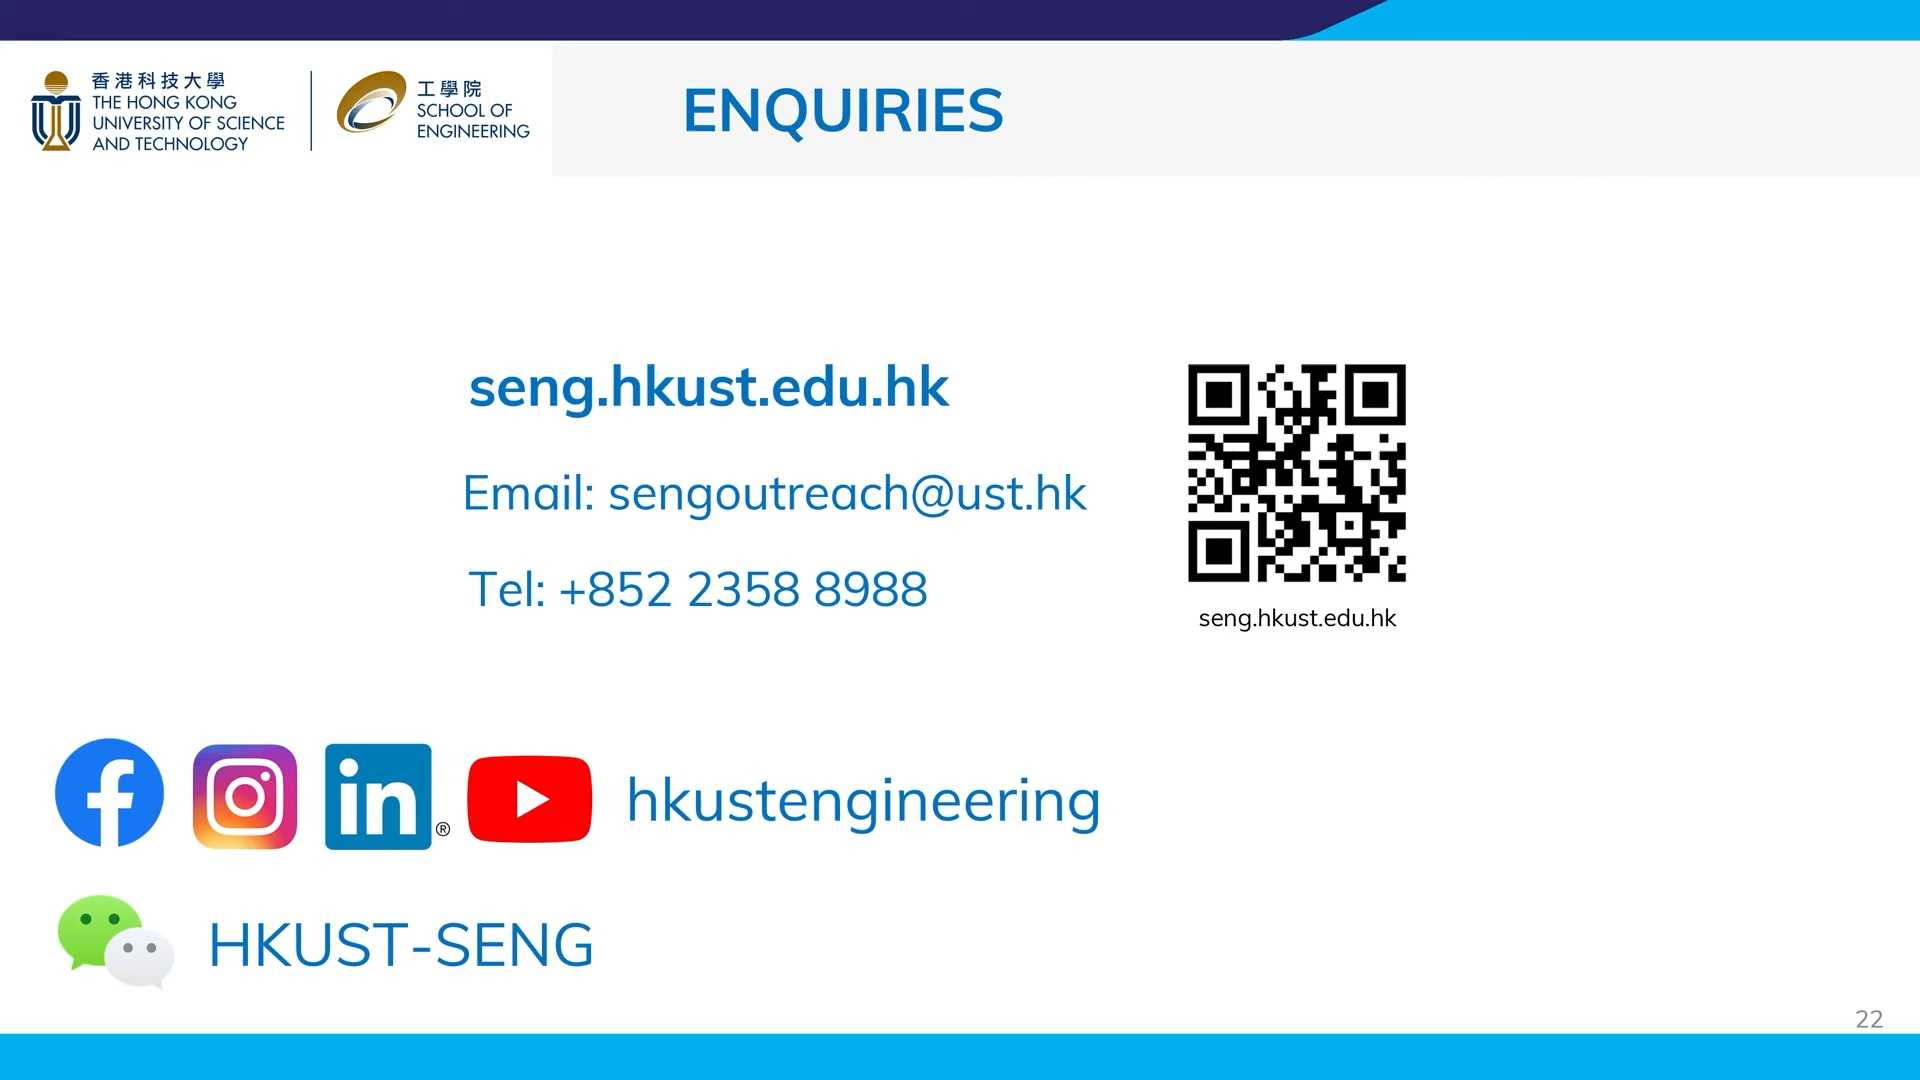 香港科技大學
THE HONG KONG
UNIVERSITY OF SCIENCE
AND TECHNOLOGY
工學院
SCHOOL OF
ENGINEERING
ENQUIRIES
seng.hkust.edu.hk
Email: sengoutreach@ust.hk
Tel: +852 2358 8988
seng.hkust.edu.hk
in®
hkustengineering
HKUST-SENG
22